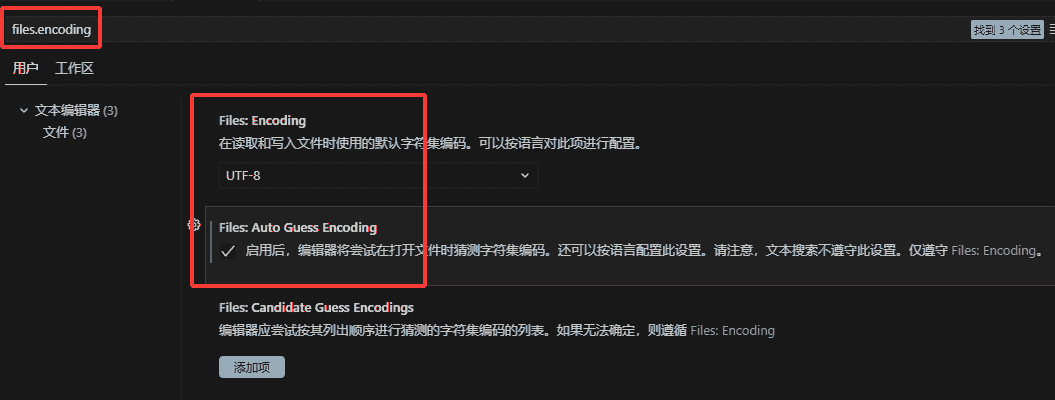 files.encoding
找到 3 个设置
用户 工作区
文本编辑器 (3)
文件 (3)
Files: Encoding
在读取和写入文件时使用的默认字符集编码。可以按语言对此项进行配置。
UTF-8
Files: Auto Guess Encoding
启用后，编辑器将尝试在打开文件时猜测字符集编码。还可以按语言配置此设置。请注意，文本搜索不遵守此设置。仅遵守 Files: Encoding。
Files: Candidate Guess Encodings
编辑器应尝试按其列出顺序进行猜测的字符集编码的列表。如果无法确定，则遵循 Files: Encoding
添加项